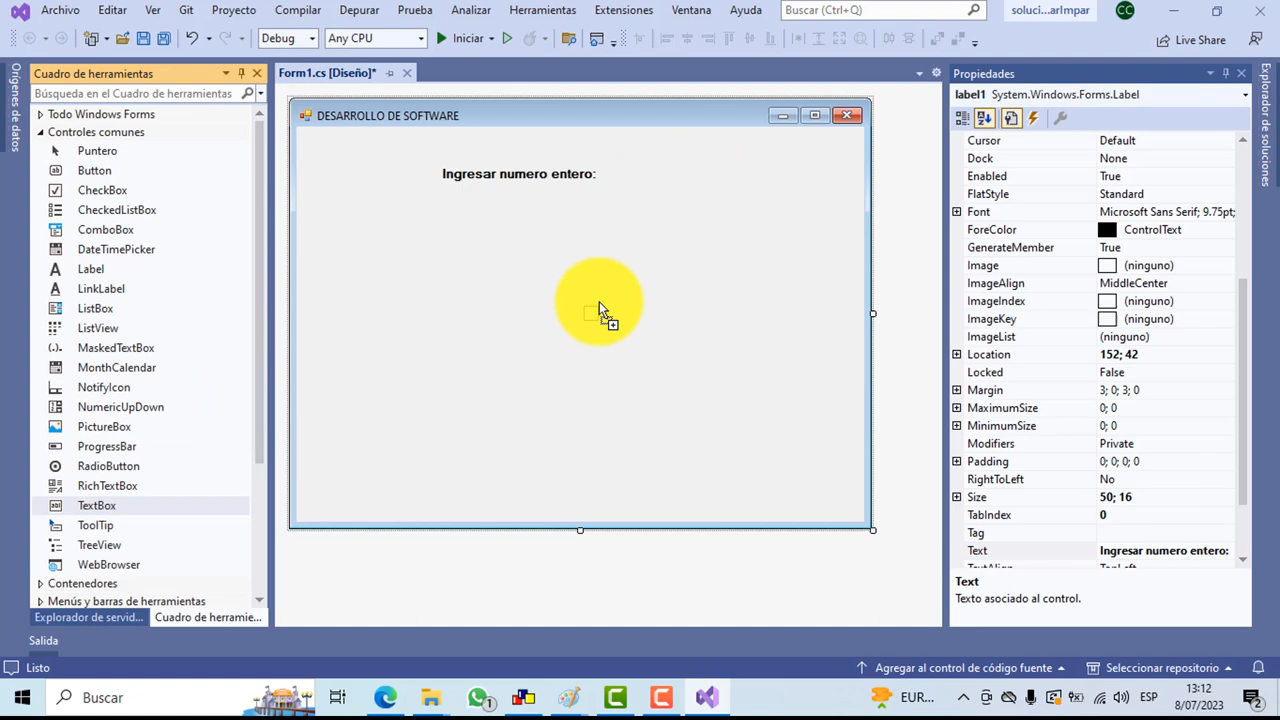 Archivo Editar Ver Git Proyecto Compilar Depurar Prueba Analizar Herramientas Extensiones Ventana Ayuda Buscar (Ctrl+Q) soluci...arImpar CC
Debug Any CPU Iniciar Live Share
Orígenes de datos
Cuadro de herramientas
Búsqueda en el Cuadro de herramientas
Todo Windows Forms
Controles comunes
Puntero
Button
CheckBox
CheckedListBox
ComboBox
DateTimePicker
Label
LinkLabel
ListBox
ListView
MaskedTextBox
MonthCalendar
NotifyIcon
NumericUpDown
PictureBox
ProgressBar
RadioButton
RichTextBox
TextBox
ToolTip
TreeView
WebBrowser
Contenedores
Menús y barras de herramientas
Explorador de servid... Cuadro de herramie...
Form1.cs [Diseño]*
DESARROLLO DE SOFTWARE
Ingresar numero entero:
Propiedades
label1 System.Windows.Forms.Label
Cursor Default
Dock None
Enabled True
FlatStyle Standard
Font Microsoft Sans Serif; 9.75pt;
ForeColor ControlText
GenerateMember True
Image (ninguno)
ImageAlign MiddleCenter
ImageIndex (ninguno)
ImageKey (ninguno)
ImageList (ninguno)
Location 152; 42
Locked False
Margin 3; 0; 3; 0
MaximumSize 0; 0
MinimumSize 0; 0
Modifiers Private
Padding 0; 0; 0; 0
RightToLeft No
Size 50; 16
TabIndex 0
Tag
Text Ingresar numero entero:
TextAlign TopLeft
Text
Texto asociado al control.
Explorador de soluciones
Salida
Listo Agregar al control de código fuente Seleccionar repositorio
Buscar 1 EUR... ESP 13:12
8/07/2023 2